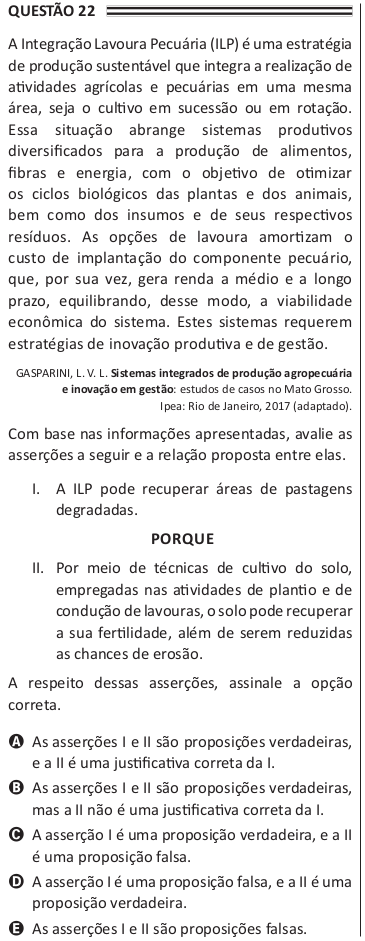 QUESTÃO 22
A Integração Lavoura Pecuária (ILP) é uma estratégia
de produção sustentável que integra a realização de
atividades agrícolas e pecuárias em uma mesma
área, seja o cultivo em sucessão ou em rotação.
Essa situação abrange sistemas produtivos
diversificados para a produção de alimentos,
fibras e energia, com o objetivo de otimizar
os ciclos biológicos das plantas e dos animais,
bem como dos insumos e de seus respectivos
resíduos. As opções de lavoura amortizam o
custo de implantação do componente pecuário,
que, por sua vez, gera renda a médio e a longo
prazo, equilibrando, desse modo, a viabilidade
econômica do sistema. Estes sistemas requerem
estratégias de inovação produtiva e de gestão.
GASPARINI, L. V. L. Sistemas integrados de produção agropecuária
e inovação em gestão: estudos de casos no Mato Grosso.
Ipea: Rio de Janeiro, 2017 (adaptado).
Com base nas informações apresentadas, avalie as
asserções a seguir e a relação proposta entre elas.
I. A ILP pode recuperar áreas de pastagens
degradadas.
PORQUE
II. Por meio de técnicas de cultivo do solo,
empregadas nas atividades de plantio e de
condução de lavouras, o solo pode recuperar
a sua fertilidade, além de serem reduzidas
as chances de erosão.
A respeito dessas asserções, assinale a opção
correta.
A As asserções I e II são proposições verdadeiras,
e a II é uma justificativa correta da I.
B As asserções I e II são proposições verdadeiras,
mas a II não é uma justificativa correta da I.
C A asserção I é uma proposição verdadeira, e a II
é uma proposição falsa.
D A asserção I é uma proposição falsa, e a II é uma
proposição verdadeira.
E As asserções I e II são proposições falsas.